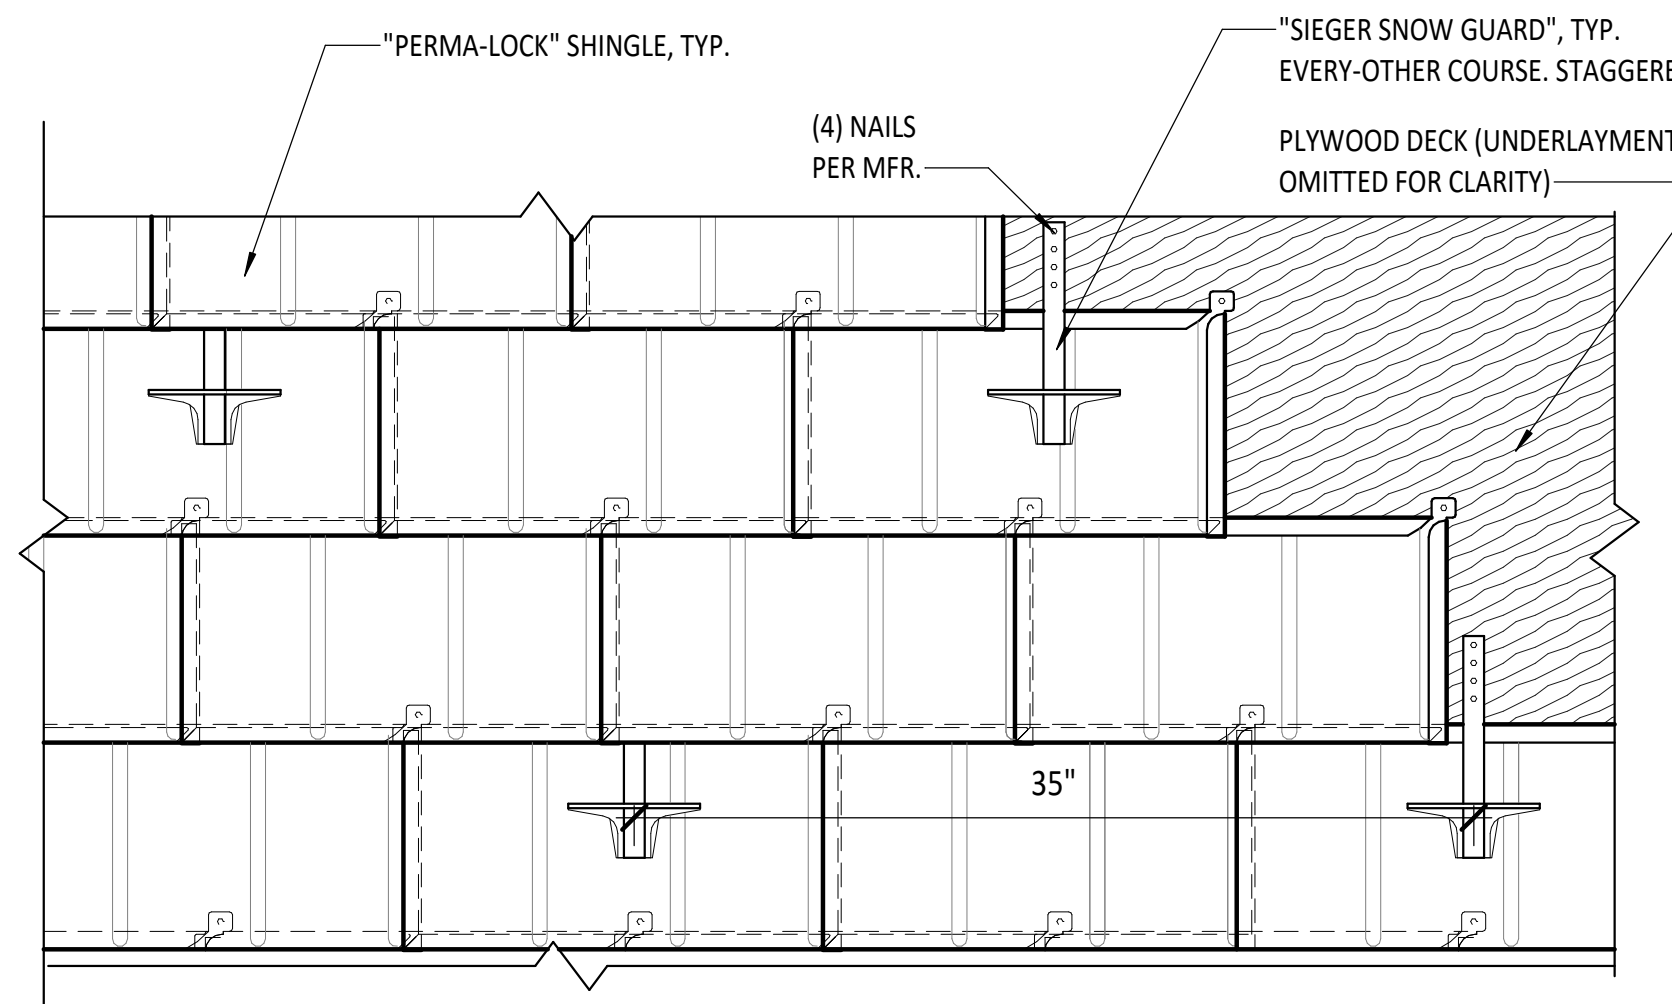 "PERMA-LOCK" SHINGLE, TYP.
"SIEGER SNOW GUARD", TYP.
EVERY-OTHER COURSE. STAGGERE
(4) NAILS
PER MFR.
PLYWOOD DECK (UNDERLAYMENT
OMITTED FOR CLARITY)
35"